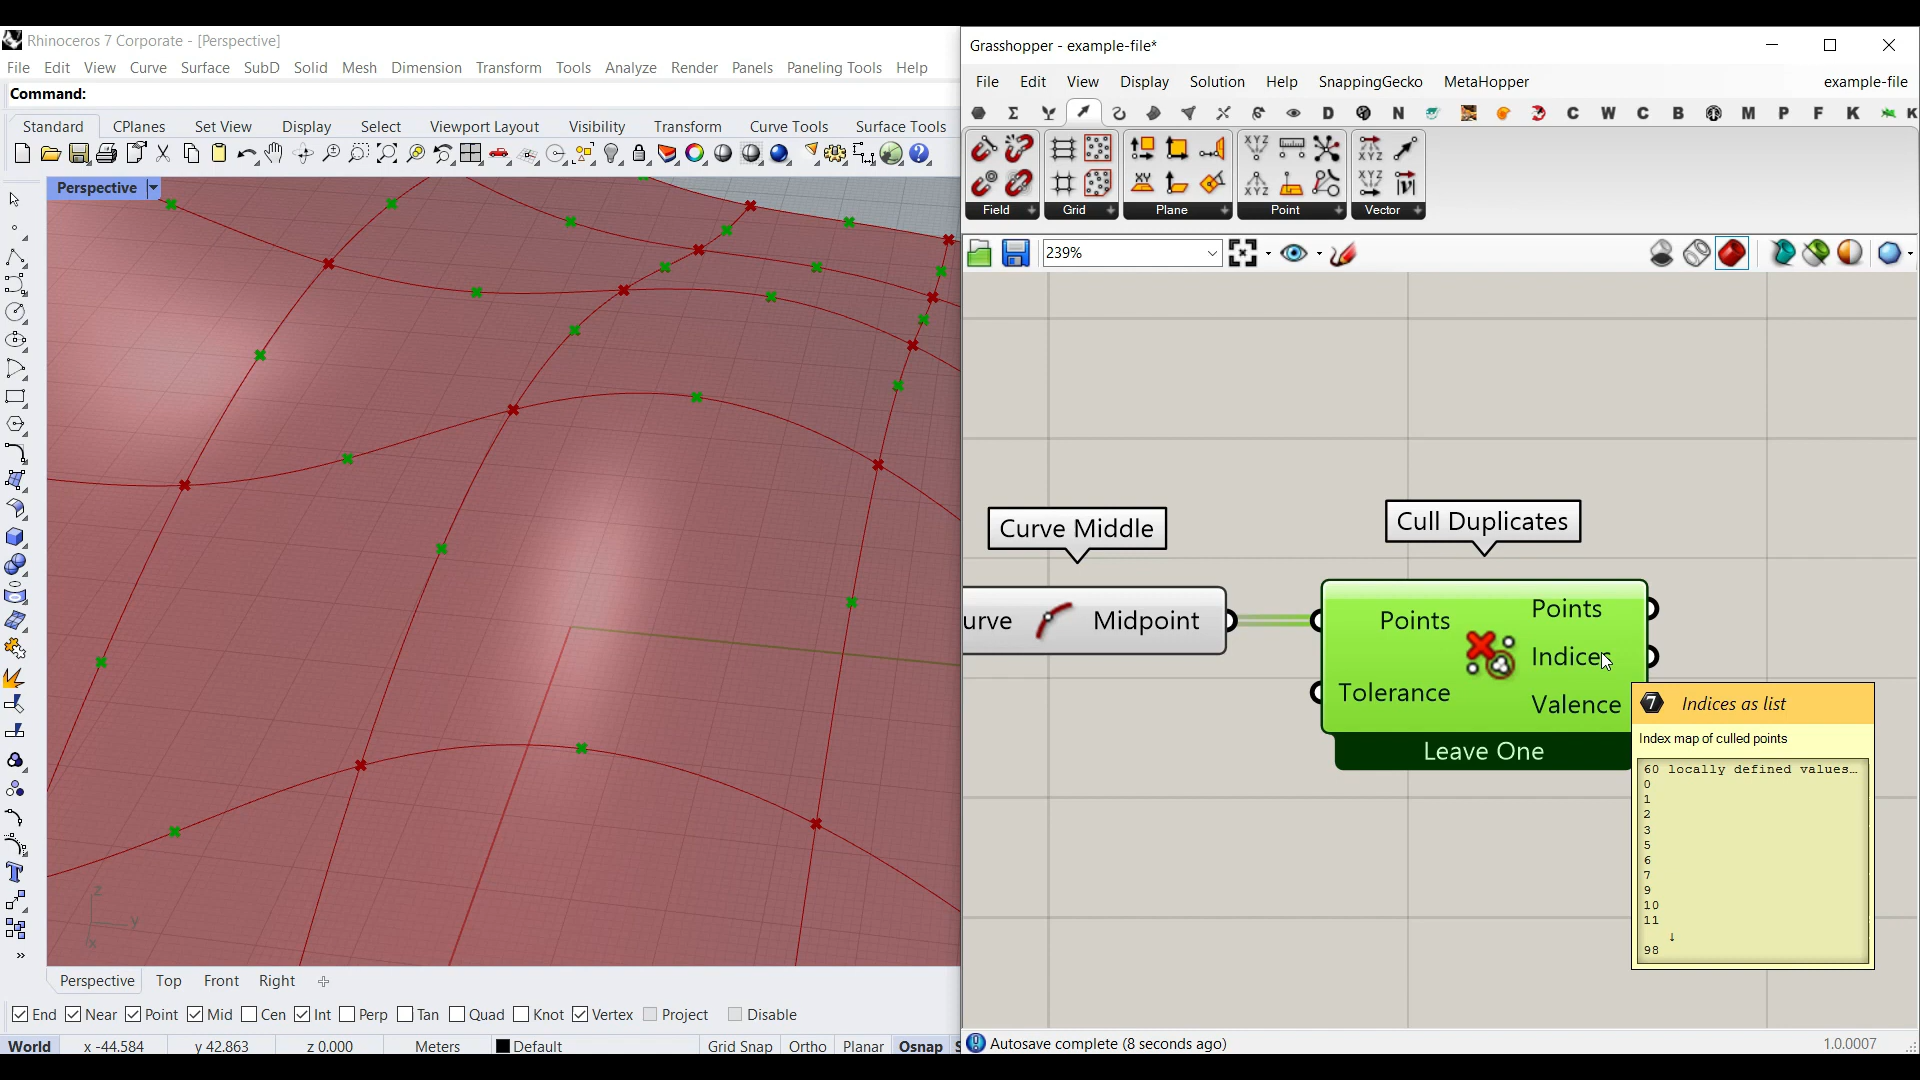 Rhinoceros 7 Corporate - [Perspective]
File Edit View Curve Surface SubD Solid Mesh Dimension Transform Tools Analyze Render Panels Paneling Tools Help
Command:
Standard CPlanes Set View Display Select Viewport Layout Visibility Transform Curve Tools Surface Tools
Perspective
z
y
x
Perspective Top Front Right
End Near Point Mid Cen Int Perp Tan Quad Knot Vertex Project Disable
World x -44.584 y 42.863 z 0.000 Meters Default Grid Snap Ortho Planar Osnap S
Grasshopper - example-file*
File Edit View Display Solution Help SnappingGecko MetaHopper example-file
D N C W C B M P F K K
Field Grid Plane Point Vector
239%
Curve Middle
Cull Duplicates
urve Midpoint
Points
Tolerance
Points
Indices
Valence
Leave One
7 Indices as list
Index map of culled points
60 locally defined values…
0
1
2
3
5
6
7
9
10
11
↓
98
Autosave complete (8 seconds ago)
1.0.0007